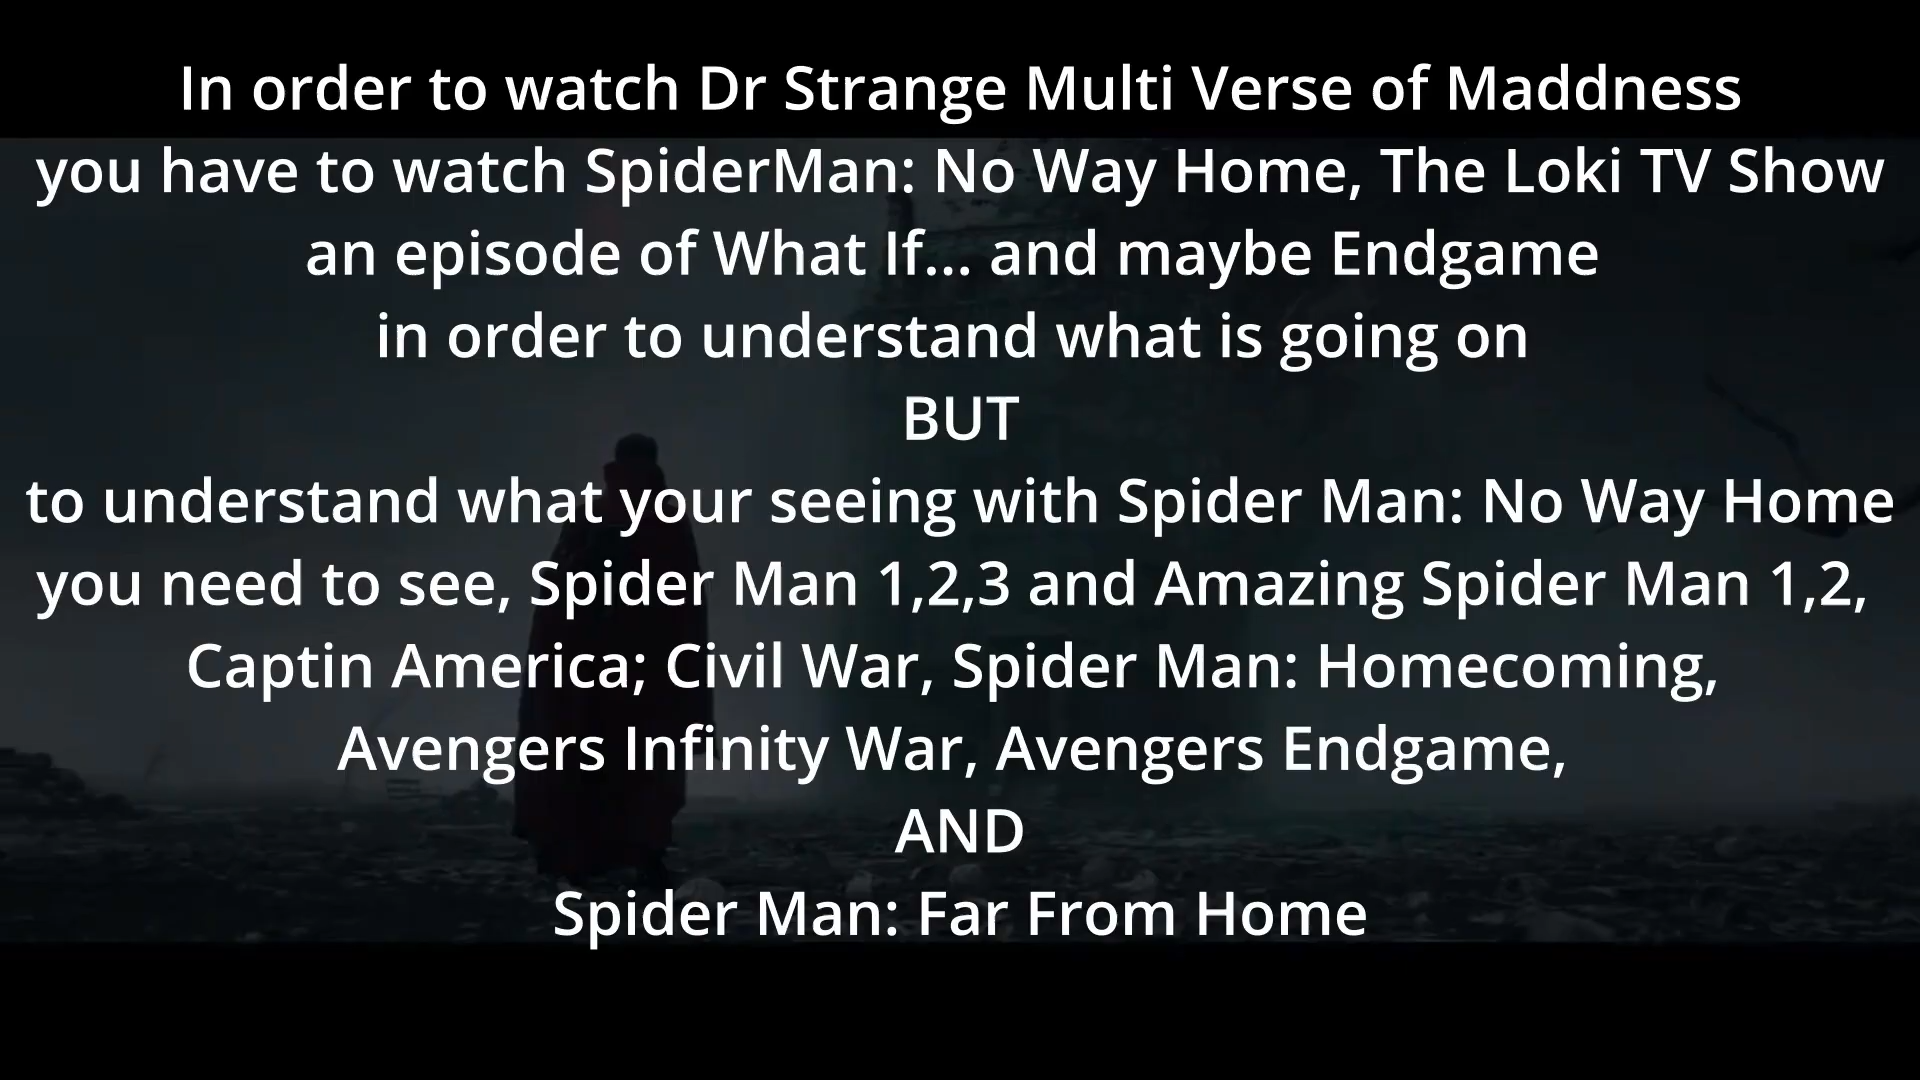 In order to watch Dr Strange Multi Verse of Maddness
you have to watch SpiderMan: No Way Home, The Loki TV Show
an episode of What If... and maybe Endgame
in order to understand what is going on
BUT
to understand what your seeing with Spider Man: No Way Home
you need to see, Spider Man 1,2,3 and Amazing Spider Man 1,2,
Captin America; Civil War, Spider Man: Homecoming,
Avengers Infinity War, Avengers Endgame,
AND
Spider Man: Far From Home